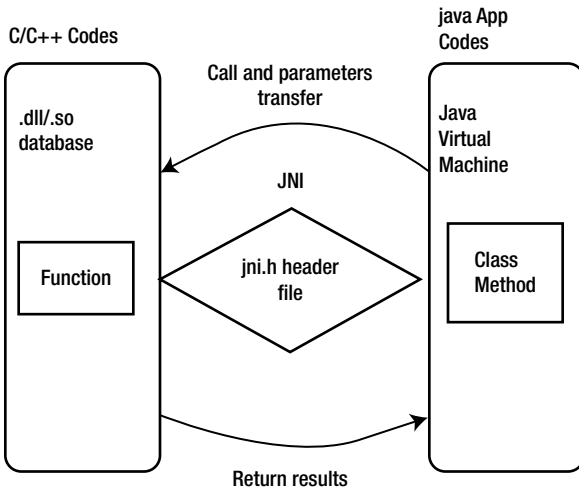 C/C++ Codes
java App
Codes
Call and parameters
transfer
.dll/.so
database
Java
Virtual
Machine
JNI
Function
jni.h header
file
Class
Method
Return results